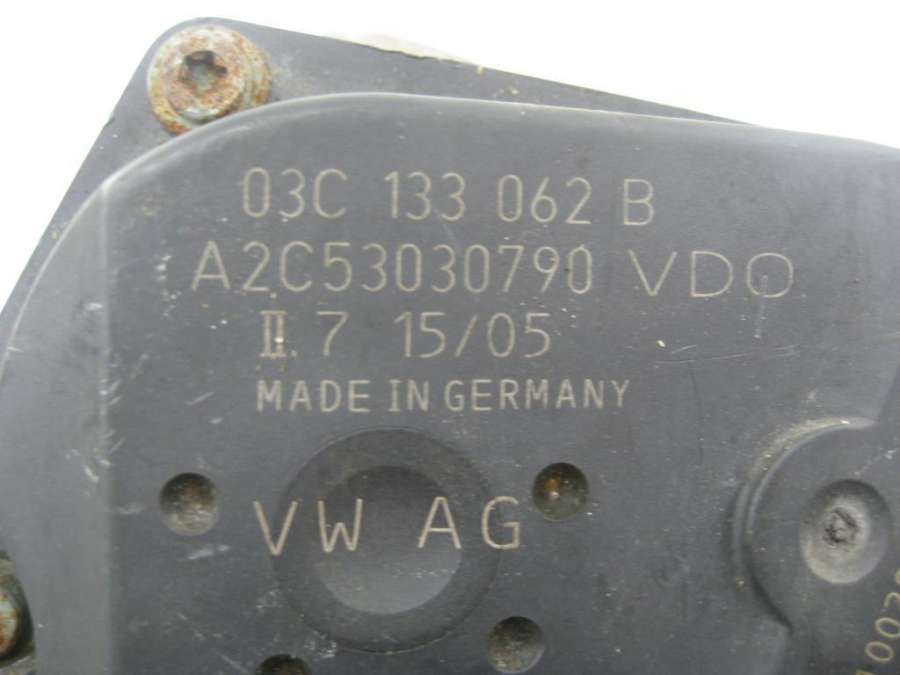 03C 133 062 B
A2C53030790 VDO
II.7 15/05
MADE IN GERMANY
VW AG